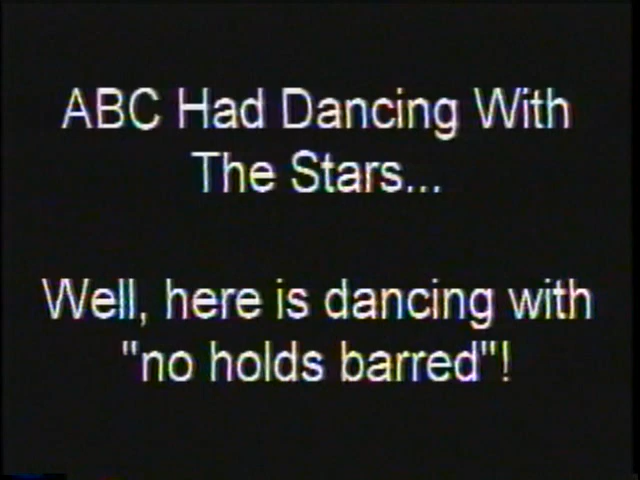 ABC Had Dancing With
The Stars...
Well, here is dancing with
"no holds barred"!